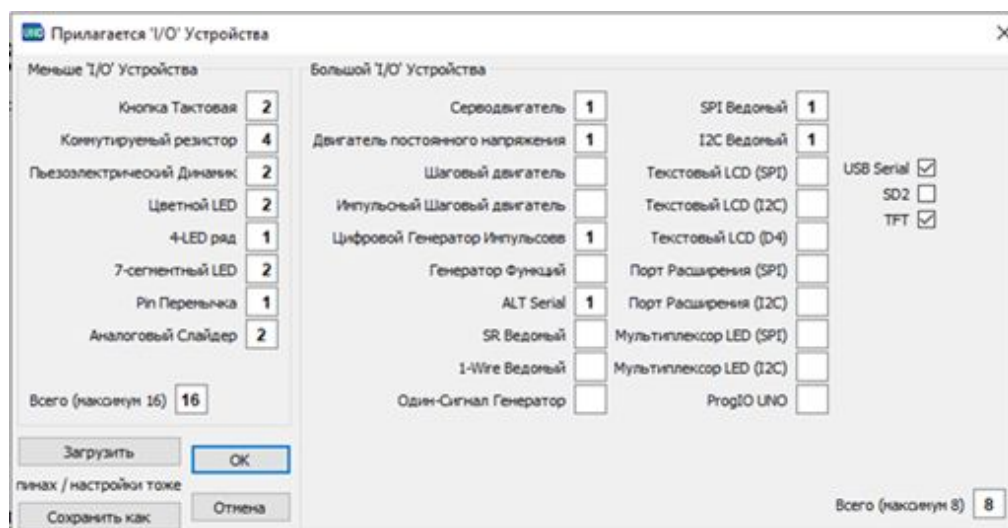 UNO Прилагается 'I/O' Устройства
Меньше 'I/O' Устройства
Кнопка Тактовая 2
Коммутируемый резистор 4
Пьезоэлектрический Динамик 2
Цветной LED 2
4-LED ряд 1
7-сегментный LED 2
Pin Перемычка 1
Аналоговый Слайдер 2
Всего (максимум 16) 16
Загрузить
OK
пинах / настройки тоже
Сохранить как
Отмена
Большой 'I/O' Устройства
Серводвигатель 1
Двигатель постоянного напряжения 1
Шаговый двигатель
Импульсный Шаговый двигатель
Цифровой Генератор Импульсовв 1
Генератор Функций
ALT Serial 1
SR Ведомый
1-Wire Ведомый
Один-Сигнал Генератор
SPI Ведомый 1
I2C Ведомый 1
Текстовый LCD (SPI)
Текстовый LCD (I2C)
Текстовый LCD (D4)
Порт Расширения (SPI)
Порт Расширения (I2C)
Мультиплексор LED (SPI)
Мультиплексор LED (I2C)
ProgIO UNO
USB Serial
SD2
TFT
Всего (максимум 8) 8